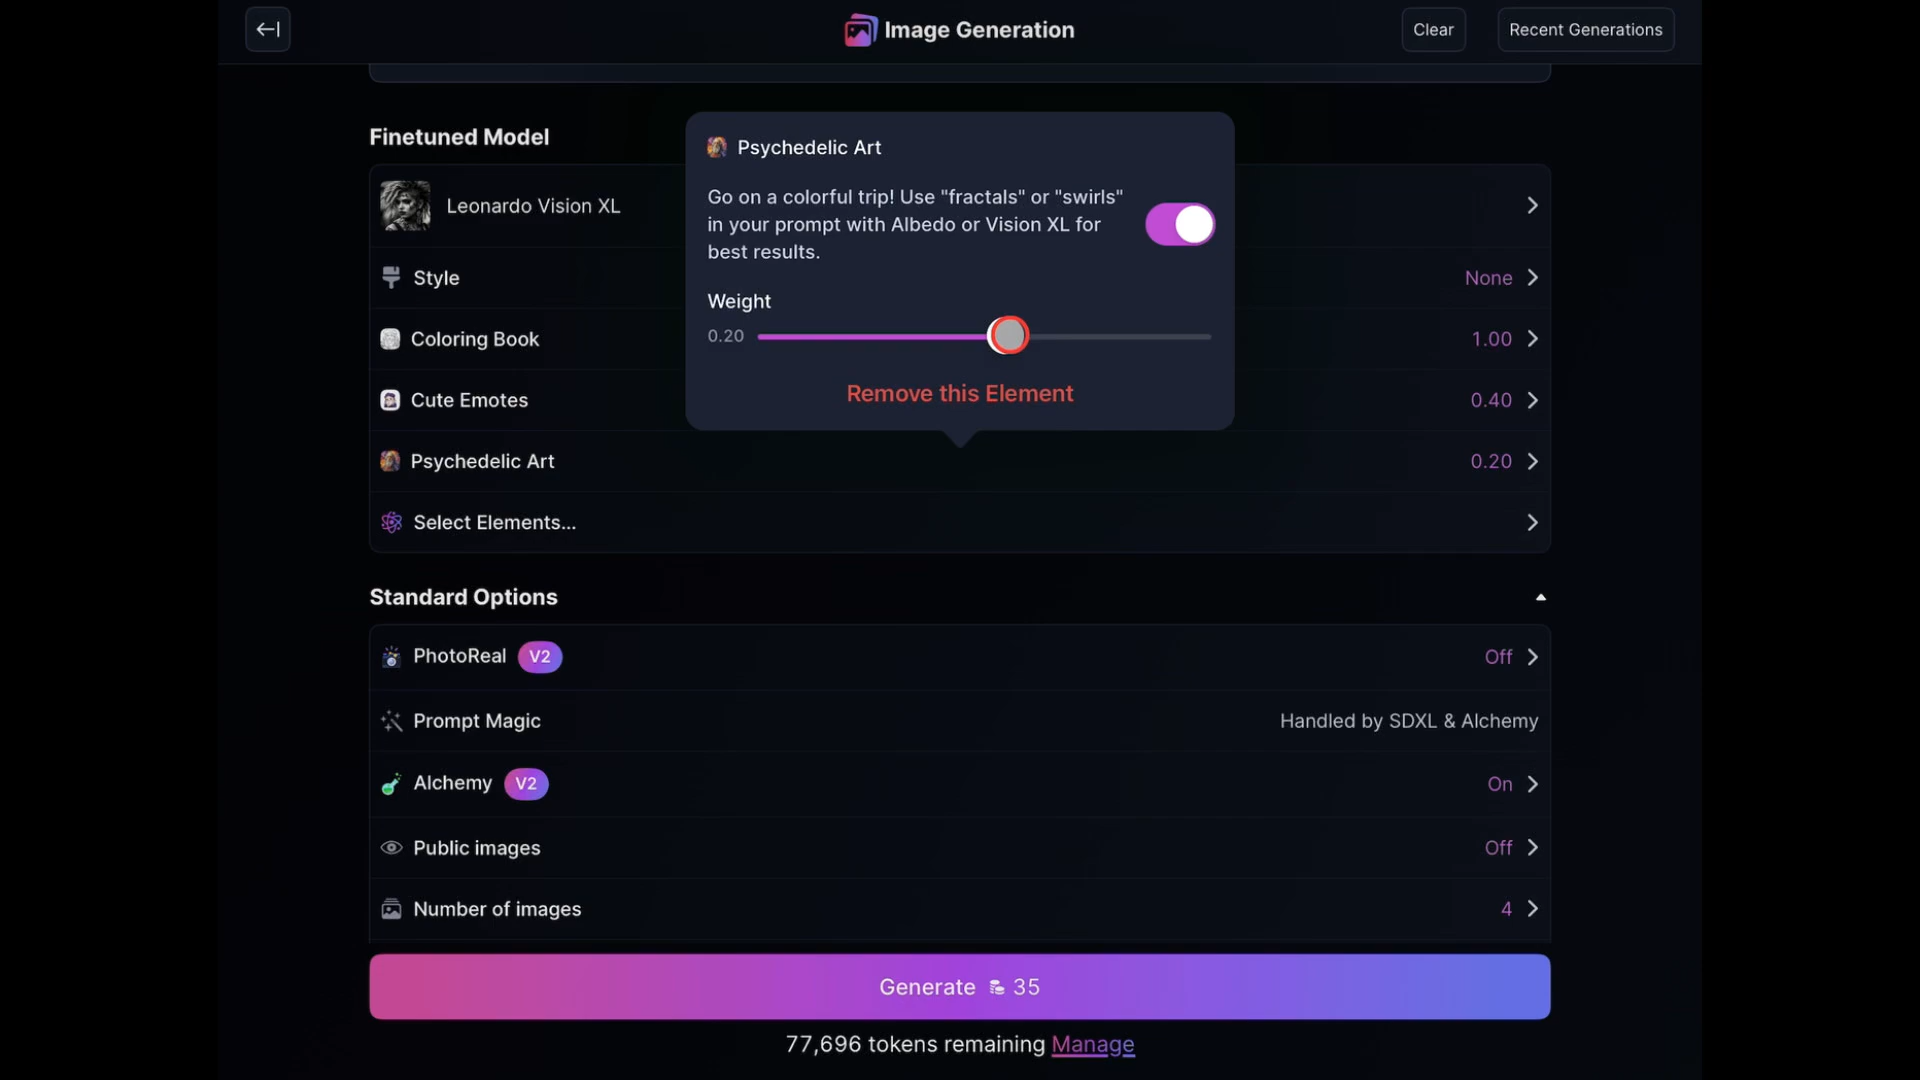 Image Generation
Clear
Recent Generations
Finetuned Model
Leonardo Vision XL
Psychedelic Art
Go on a colorful trip! Use "fractals" or "swirls"
in your prompt with Albedo or Vision XL for
best results.
Weight
0.20
Remove this Element
Style None
Coloring Book 1.00
Cute Emotes 0.40
Psychedelic Art 0.20
Select Elements...
Standard Options
PhotoReal V2 Off
Prompt Magic Handled by SDXL & Alchemy
Alchemy V2 On
Public images Off
Number of images 4
Generate 35
77,696 tokens remaining Manage